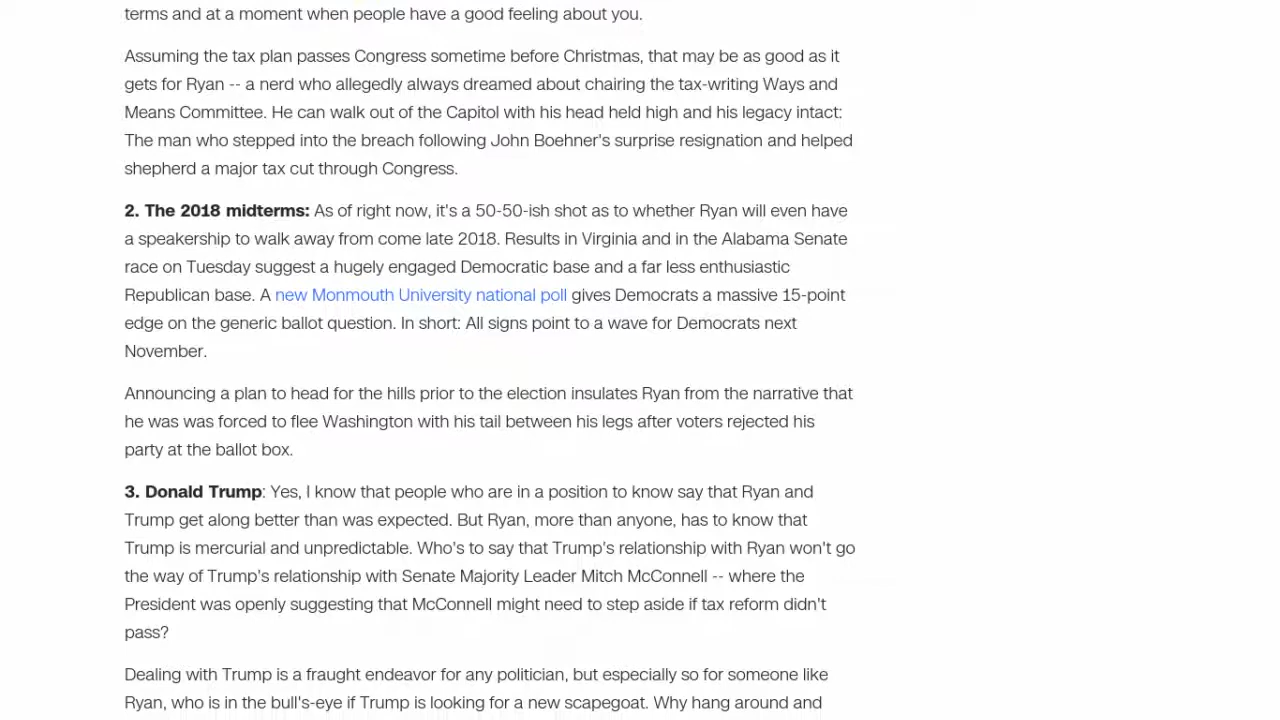 terms and at a moment when people have a good feeling about you.
Assuming the tax plan passes Congress sometime before Christmas, that may be as good as it
gets for Ryan -- a nerd who allegedly always dreamed about chairing the tax-writing Ways and
Means Committee. He can walk out of the Capitol with his head held high and his legacy intact:
The man who stepped into the breach following John Boehner's surprise resignation and helped
shepherd a major tax cut through Congress.
2. The 2018 midterms: As of right now, it's a 50-50-ish shot as to whether Ryan will even have
a speakership to walk away from come late 2018. Results in Virginia and in the Alabama Senate
race on Tuesday suggest a hugely engaged Democratic base and a far less enthusiastic
Republican base. A new Monmouth University national poll gives Democrats a massive 15-point
edge on the generic ballot question. In short: All signs point to a wave for Democrats next
November.
Announcing a plan to head for the hills prior to the election insulates Ryan from the narrative that
he was was forced to flee Washington with his tail between his legs after voters rejected his
party at the ballot box.
3. Donald Trump: Yes, I know that people who are in a position to know say that Ryan and
Trump get along better than was expected. But Ryan, more than anyone, has to know that
Trump is mercurial and unpredictable. Who's to say that Trump's relationship with Ryan won't go
the way of Trump's relationship with Senate Majority Leader Mitch McConnell -- where the
President was openly suggesting that McConnell might need to step aside if tax reform didn't
pass?
Dealing with Trump is a fraught endeavor for any politician, but especially so for someone like
Ryan, who is in the bull's-eye if Trump is looking for a new scapegoat. Why hang around and